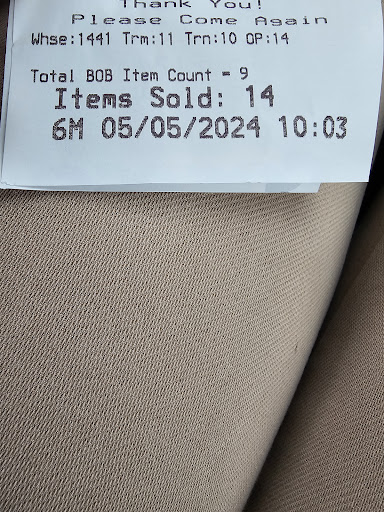 Thank You!
Please Come Again
Whse:1441 Trm:11 Trn:10 OP:14
Total BOB Item Count = 9
Items Sold: 14
6M 05/05/2024 10:03